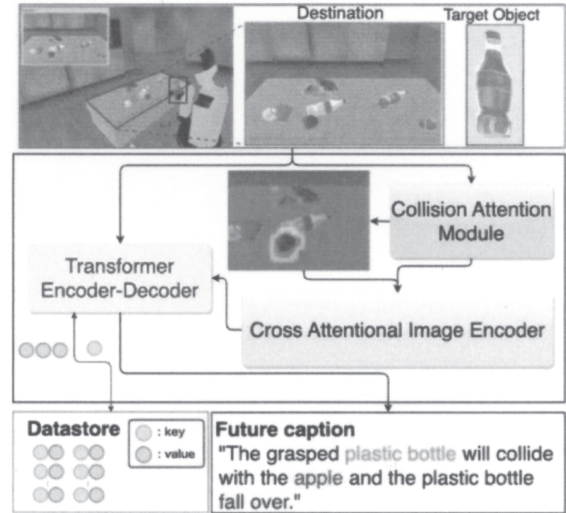 Destination
Target Object
Collision Attention
Module
Transformer
Encoder-Decoder
Cross Attentional Image Encoder
Datastore
: key
: value
Future caption
"The grasped plastic bottle will collide
with the apple and the plastic bottle
fall over."